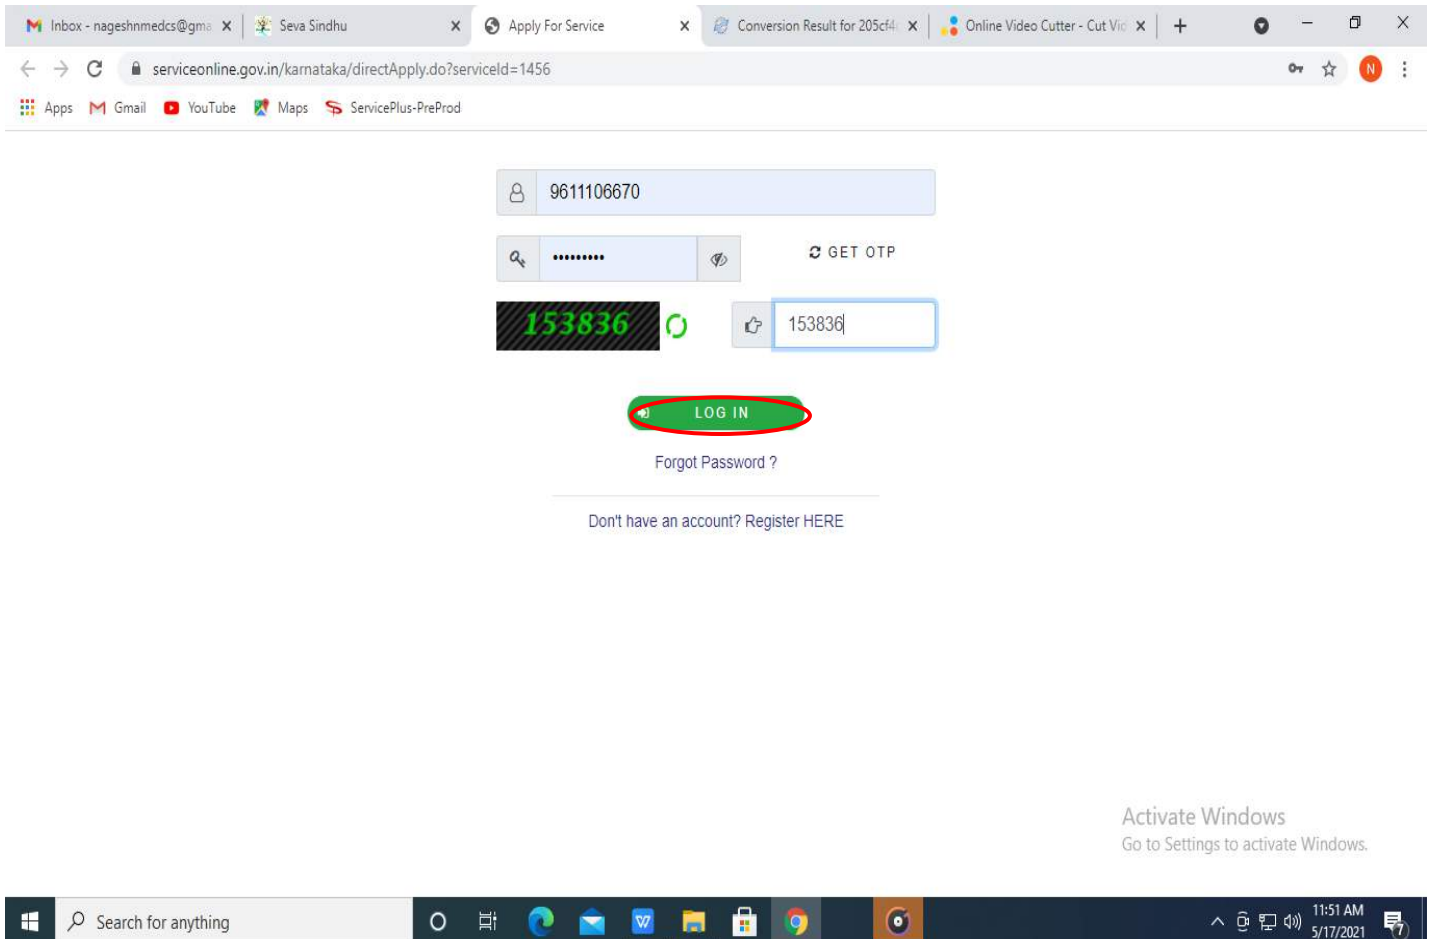 Inbox - nageshnmedcs@gma
Seva Sindhu
Apply For Service
Conversion Result for 205cf4
Online Video Cutter - Cut Vid
serviceonline.gov.in/karnataka/directApply.do?serviceId=1456
N
Apps
Gmail
YouTube
Maps
ServicePlus-PreProd
9611106670
GET OTP
153836
153836
LOG IN
Forgot Password ?
Don't have an account? Register HERE
Activate Windows
Go to Settings to activate Windows.
Search for anything
W
11:51 AM
5/17/2021
7